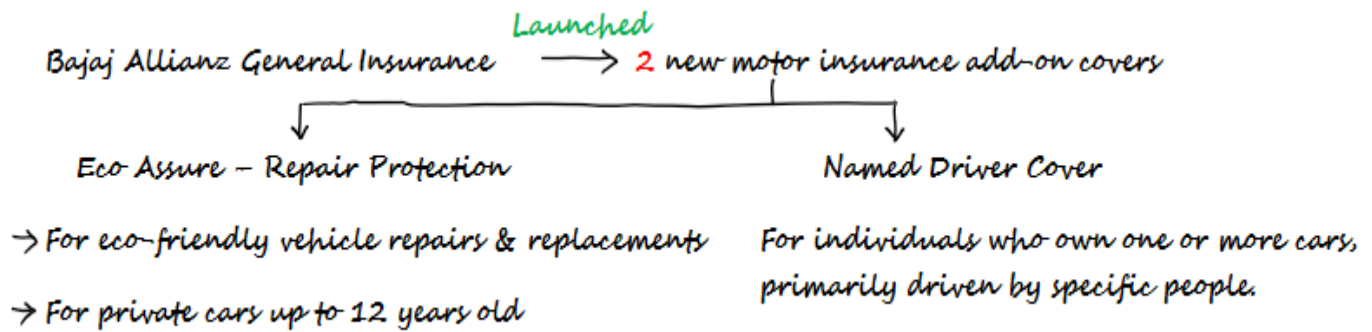 Launched
Bajaj Allianz General Insurance → 2 new motor insurance add-on covers
Eco Assure – Repair Protection
Named Driver Cover
→ For eco-friendly vehicle repairs & replacements
→ For private cars up to 12 years old
For individuals who own one or more cars,
primarily driven by specific people.